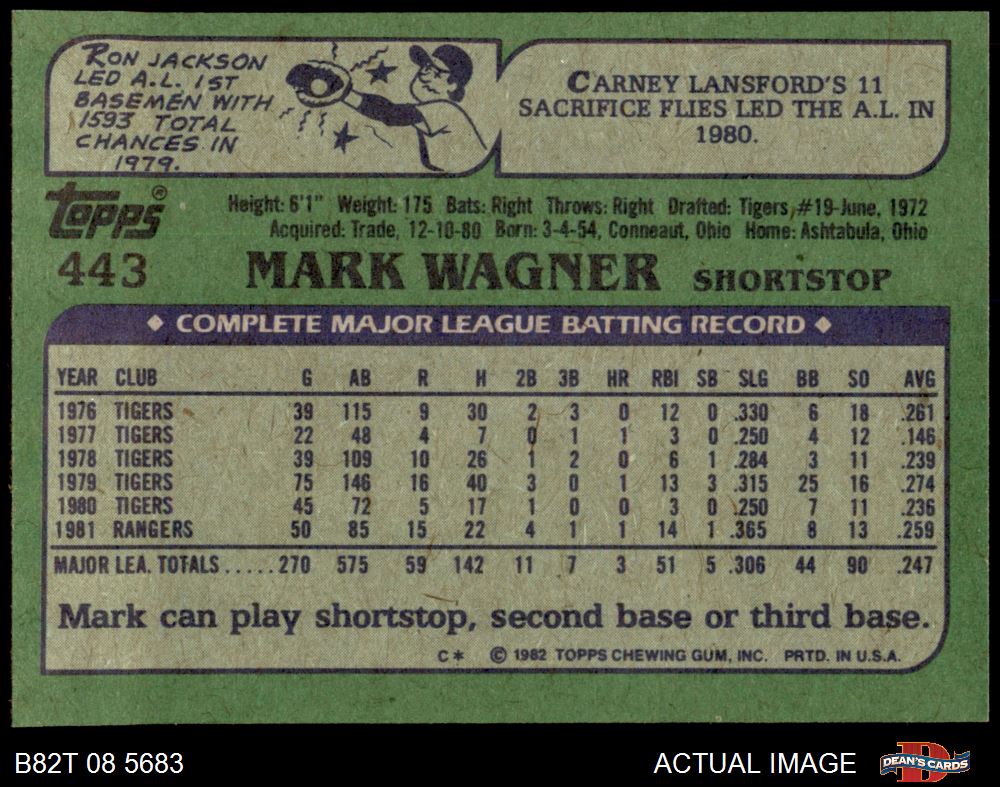 RON JACKSON
LED A.L. 1ST
BASEMEN WITH
1593 TOTAL
CHANCES IN
1979.
CARNEY LANSFORD'S 11
SACRIFICE FLIES LED THE A.L. IN
1980.
topps®
Height: 6'1" Weight: 175 Bats: Right Throws: Right Drafted: Tigers, #19-June, 1972
Acquired: Trade, 12-10-80 Born: 3-4-54, Conneaut, Ohio Home: Ashtabula, Ohio
443 MARK WAGNER SHORTSTOP
◆ COMPLETE MAJOR LEAGUE BATTING RECORD ◆
YEAR CLUB G AB R H 2B 3B HR RBI SB SLG BB SO AVG
1976 TIGERS 39 115 9 30 2 3 0 12 0 .330 6 18 .261
1977 TIGERS 22 48 4 7 0 1 1 3 0 .250 4 12 .146
1978 TIGERS 39 109 10 26 1 2 0 6 1 .284 3 11 .239
1979 TIGERS 75 146 16 40 3 0 1 13 3 .315 25 16 .274
1980 TIGERS 45 72 5 17 1 0 0 3 0 .250 7 11 .236
1981 RANGERS 50 85 15 22 4 1 1 14 1 .365 8 13 .259
MAJOR LEA. TOTALS.....270 575 59 142 11 7 3 51 5 .306 44 90 .247
Mark can play shortstop, second base or third base.
C* © 1982 TOPPS CHEWING GUM, INC. PRTD. IN U.S.A.
B82T 08 5683
ACTUAL IMAGE
D
DEAN'S CARDS